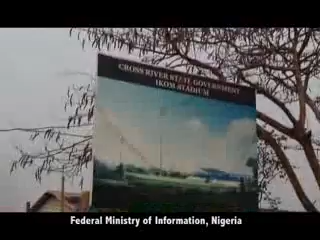 CROSS RIVER STATE GOVERNMENT
IKOM STADIUM
Federal Ministry of Information, Nigeria